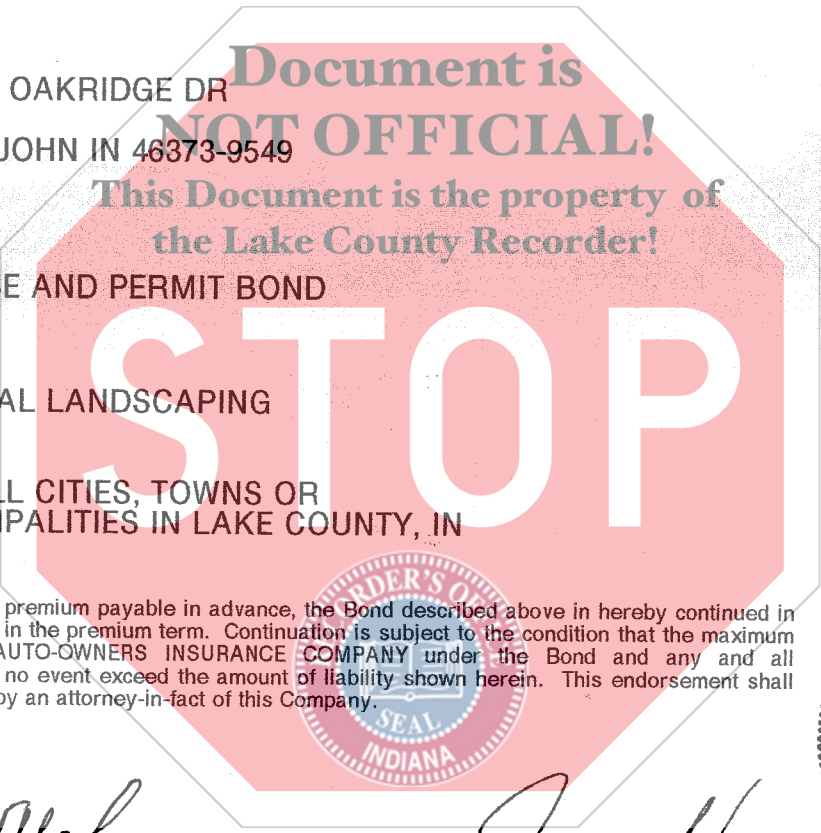 Document is
OAKRIDGE DR
NOT OFFICIAL!
JOHN IN 46373-9549
This Document is the property of
the Lake County Recorder!
E AND PERMIT BOND
STOP
AL LANDSCAPING
LL CITIES, TOWNS OR
IPALITIES IN LAKE COUNTY, IN
premium payable in advance, the Bond described above in hereby continued in
in the premium term. Continuation is subject to the condition that the maximum
AUTO-OWNERS INSURANCE COMPANY under the Bond and any and all
no event exceed the amount of liability shown herein. This endorsement shall
by an attorney-in-fact of this Company.
RECORDER'S OFFICE
SEAL
INDIANA